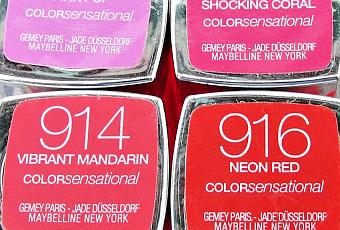 COLORsensational
GEMEY PARIS - JADE DÜSSELDORF
MAYBELLINE NEW YORK
SHOCKING CORAL
COLORsensational
GEMEY PARIS - JADE DÜSSELDORF
MAYBELLINE NEW YORK
914
VIBRANT MANDARIN
COLORsensational
GEMEY PARIS - JADE DÜSSELDORF
MAYBELLINE NEW YORK
916
NEON RED
COLORsensational
GEMEY PARIS - JADE DÜSSELDORF
MAYBELLINE NEW YORK